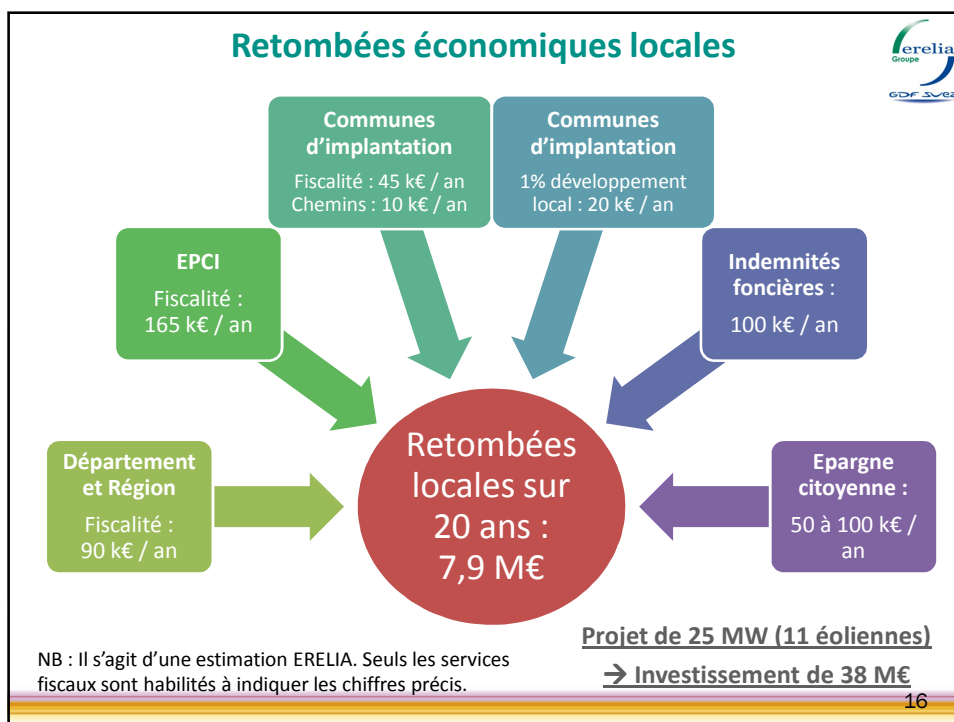 Retombées économiques locales
erelia
Groupe
GDF SUEZ
Communes
d’implantation
Fiscalité : 45 k€ / an
Chemins : 10 k€ / an
Communes
d’implantation
1% développement
local : 20 k€ / an
EPCI
Fiscalité :
165 k€ / an
Indemnités
foncières :
100 k€ / an
Département
et Région
Fiscalité :
90 k€ / an
Retombées
locales sur
20 ans :
7,9 M€
Epargne
citoyenne :
50 à 100 k€ /
an
Projet de 25 MW (11 éoliennes)
→ Investissement de 38 M€
NB : Il s’agit d’une estimation ERELIA. Seuls les services
fiscaux sont habilités à indiquer les chiffres précis.
16